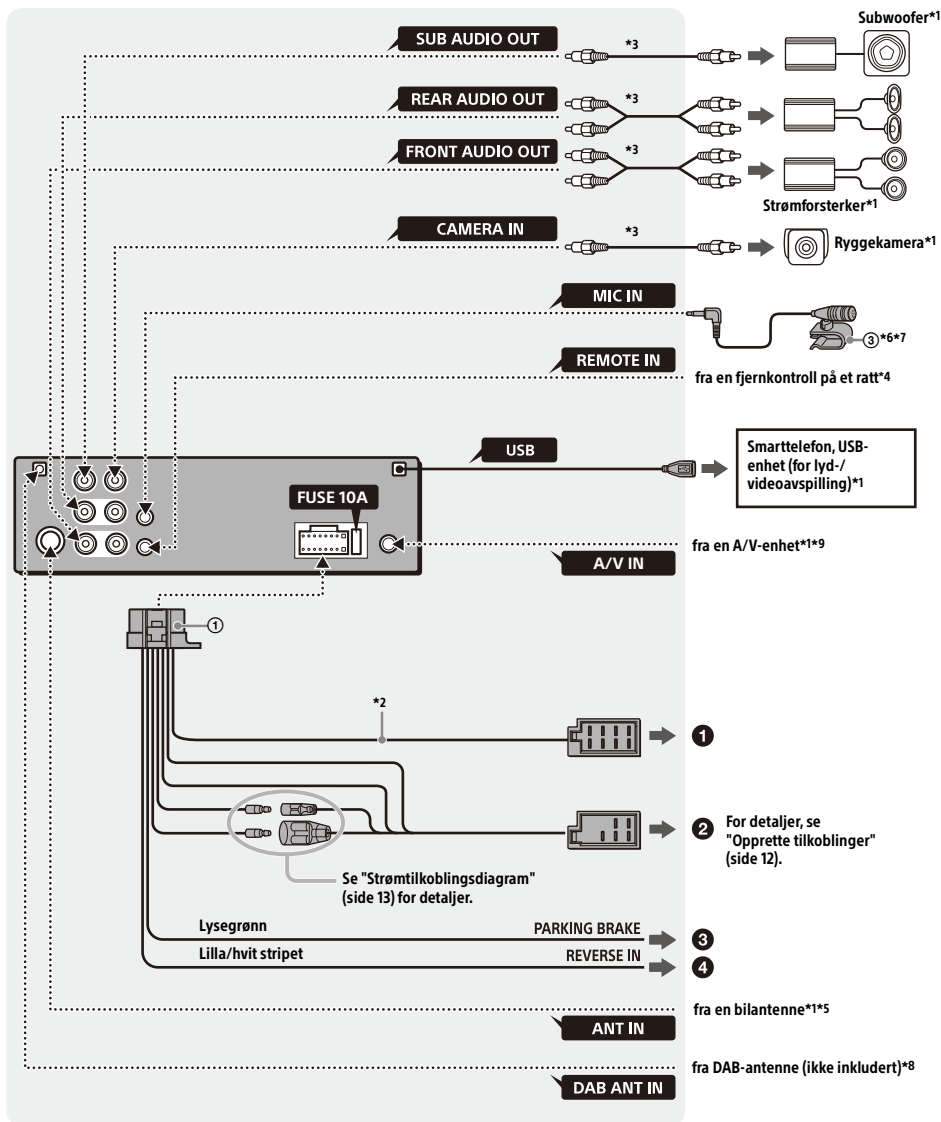 Subwoofer*1
SUB AUDIO OUT
*3
REAR AUDIO OUT
*3
FRONT AUDIO OUT
*3
Strømforsterker*1
CAMERA IN
*3
Ryggekamera*1
MIC IN
③*6*7
REMOTE IN
fra en fjernkontroll på et ratt*4
USB
Smarttelefon, USB-
enhet (for lyd-/
videoavspilling)*1
FUSE 10A
fra en A/V-enhet*1*9
A/V IN
①
*2
❶
❷
For detaljer, se
"Opprette tilkoblinger"
(side 12).
Se "Strømtilkoblingsdiagram"
(side 13) for detaljer.
Lysegrønn PARKING BRAKE ❸
Lilla/hvit stripet REVERSE IN ❹
fra en bilantenne*1*5
ANT IN
fra DAB-antenne (ikke inkludert)*8
DAB ANT IN